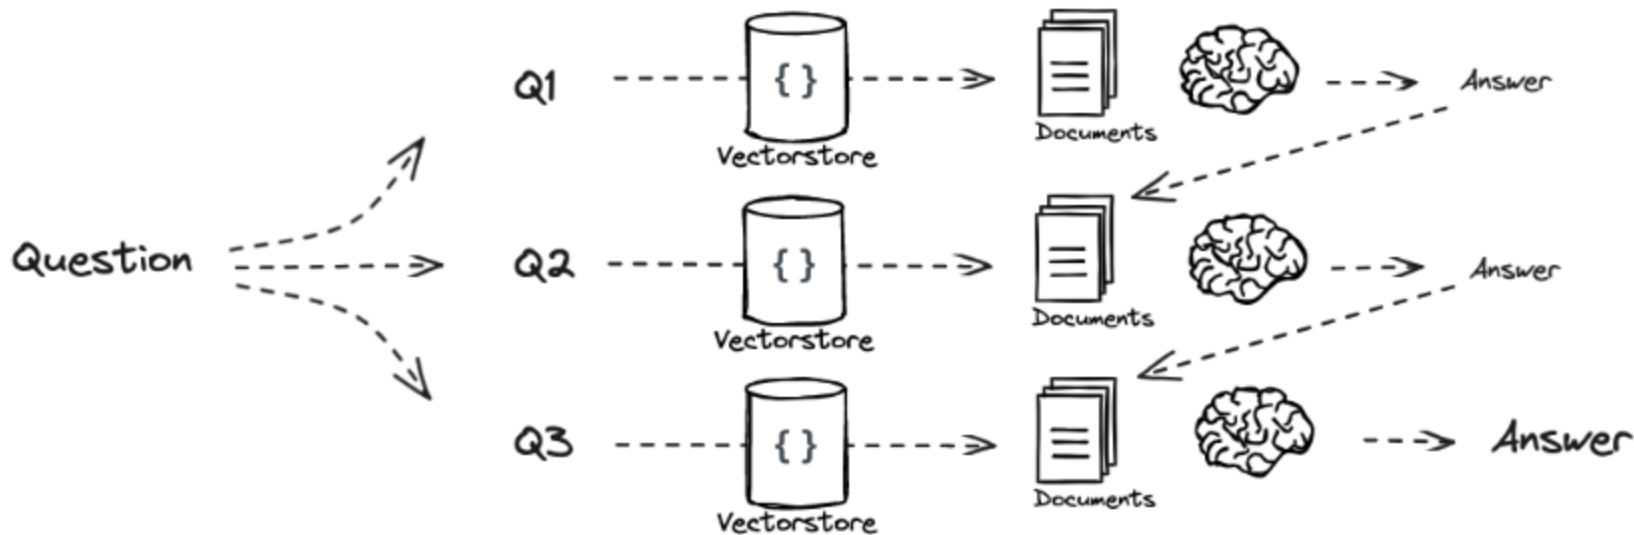 Q1
{ }
Vectorstore
Documents
Answer
Question
Q2
{ }
Vectorstore
Documents
Answer
Q3
{ }
Vectorstore
Documents
Answer